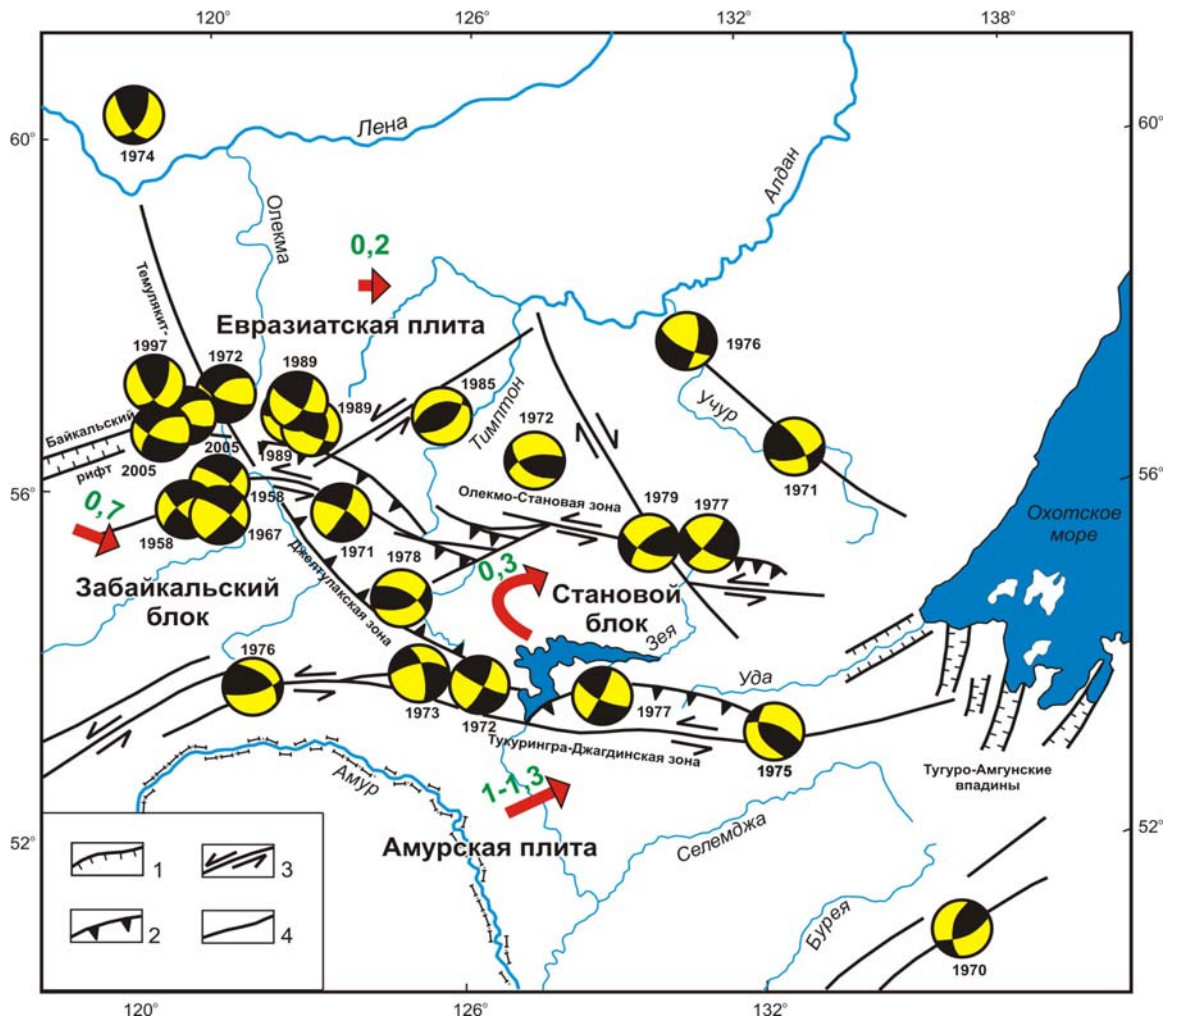 120°
126°
132°
138°
60°
60°
1974
Лена
Олекма
Алдан
0,2
Темулякит-
Евразиатская плита
1997
1972
1989
1985
1976
Тимптон
Учур
1989
1972
Байкальский
рифт
2005
2005
1989
1971
56°
56°
1958
Олекмо-Становая зона
1979
1977
0,7
1958
1967
1971
Охотское
море
1978
Джелтулакская зона
0,3
Забайкальский
блок
Становой
блок
Зея
1976
Уда
1973
1972
1977
Тукурингра-Джагдинская зона
1975
Тугуро-Амгунские
впадины
Амур
1-1,3
Амурская плита
Селемджа
52°
52°
1
3
2
4
Бурея
1970
120°
126°
132°